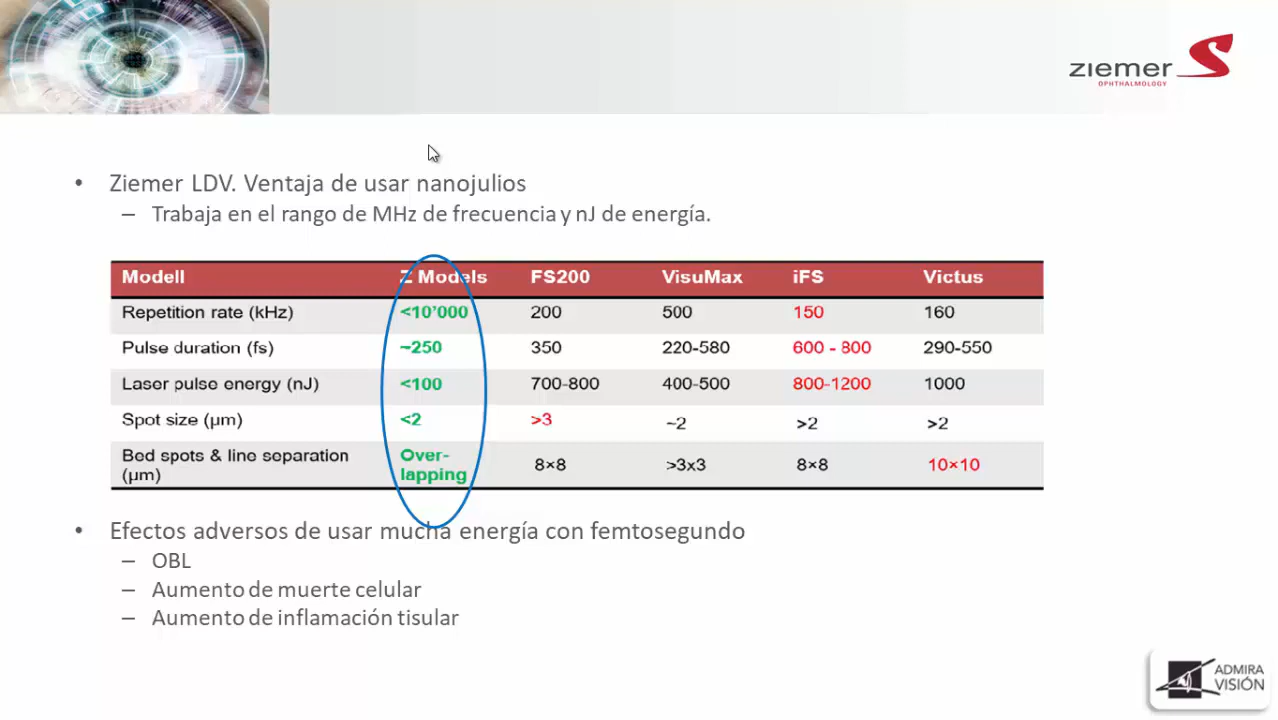 ziemer
OPHTHALMOLOGY
• Ziemer LDV. Ventaja de usar nanojulios
– Trabaja en el rango de MHz de frecuencia y nJ de energía.
Modell Z Models FS200 VisuMax iFS Victus
Repetition rate (kHz) <10'000 200 500 150 160
Pulse duration (fs) ~250 350 220-580 600 - 800 290-550
Laser pulse energy (nJ) <100 700-800 400-500 800-1200 1000
Spot size (µm) <2 >3 ~2 >2 >2
Bed spots & line separation (µm) Over-lapping 8×8 >3x3 8×8 10×10
• Efectos adversos de usar mucha energía con femtosegundo
– OBL
– Aumento de muerte celular
– Aumento de inflamación tisular
ADMIRA
VISIÓN